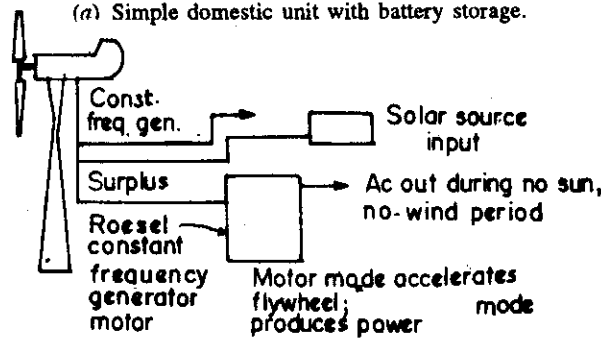 (a) Simple domestic unit with battery storage.
Const.
freq. gen.
Solar source
input
Surplus
Ac out during no sun,
no-wind period
Roesel
constant
frequency
generator
motor
Motor mode accelerates
flywheel; mode
produces power